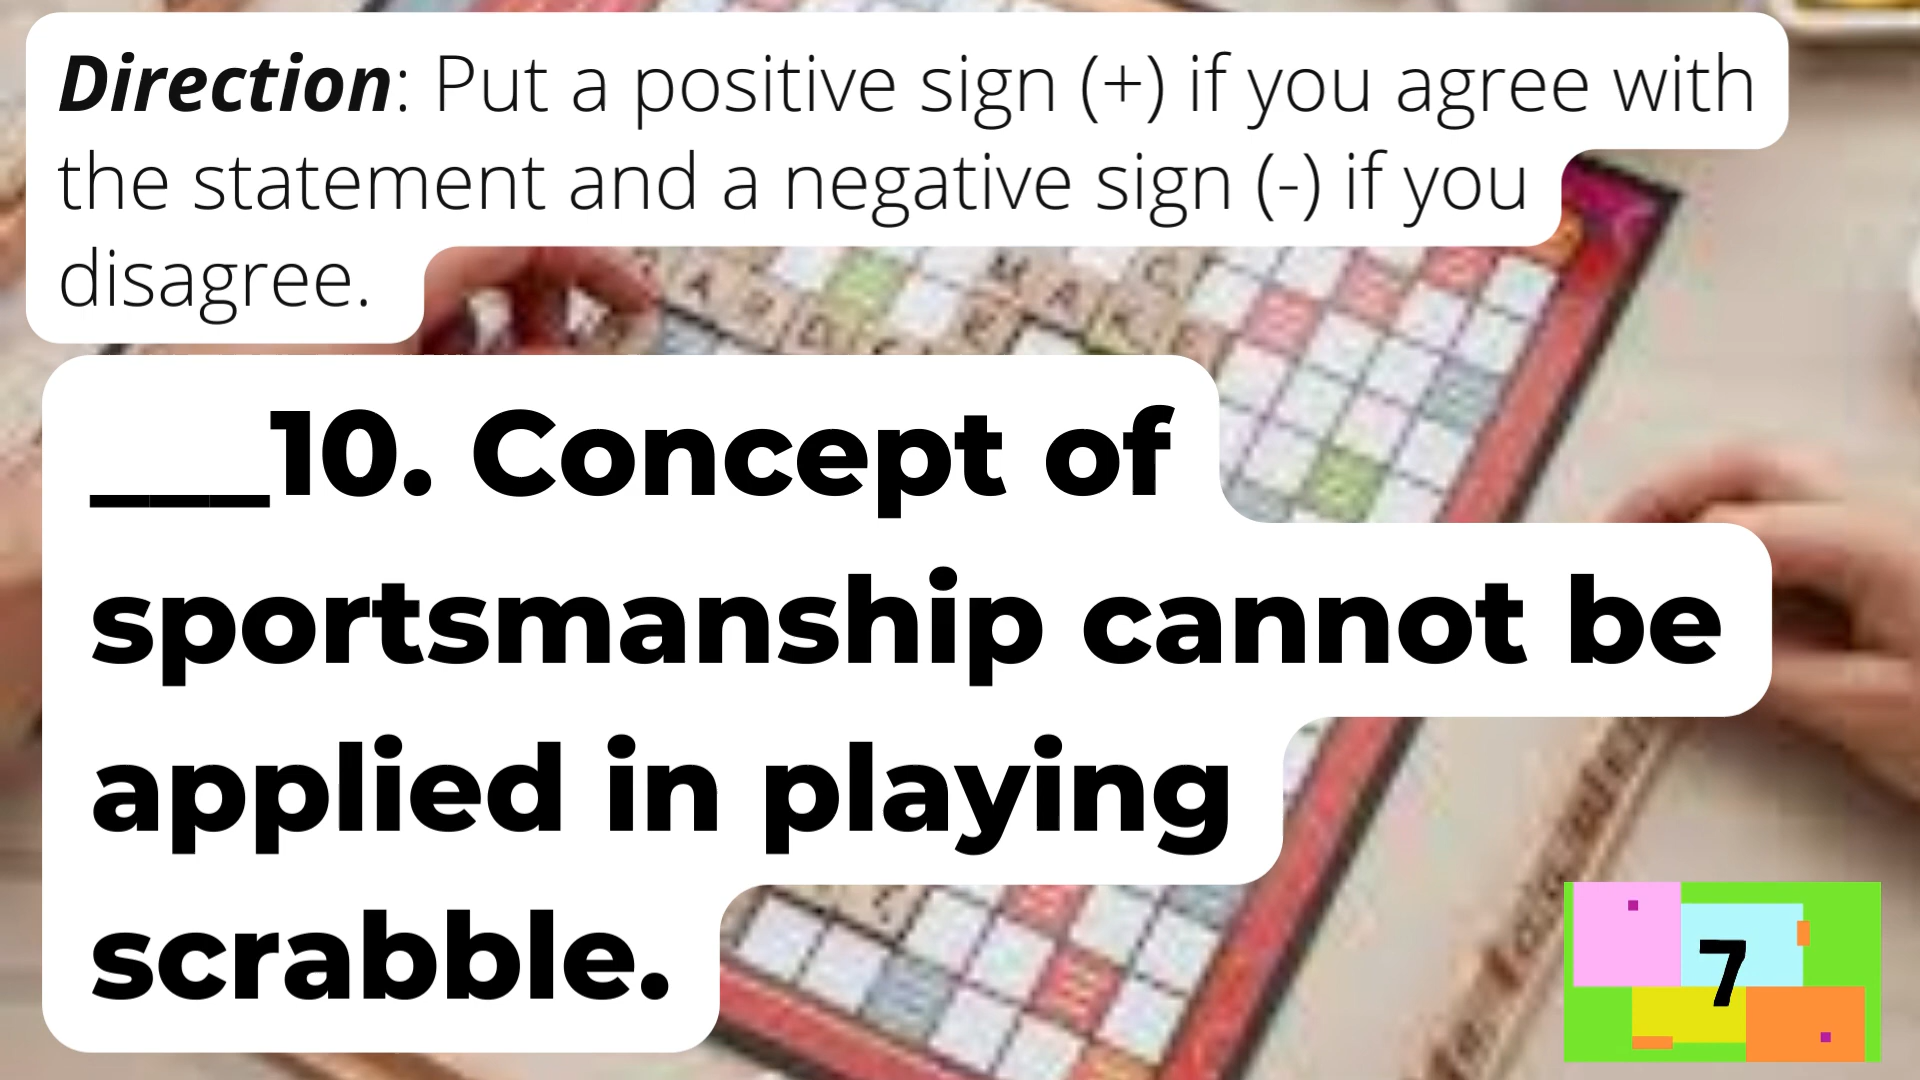 Direction: Put a positive sign (+) if you agree with
the statement and a negative sign (-) if you
disagree.
___10. Concept of
sportsmanship cannot be
applied in playing
scrabble.
7